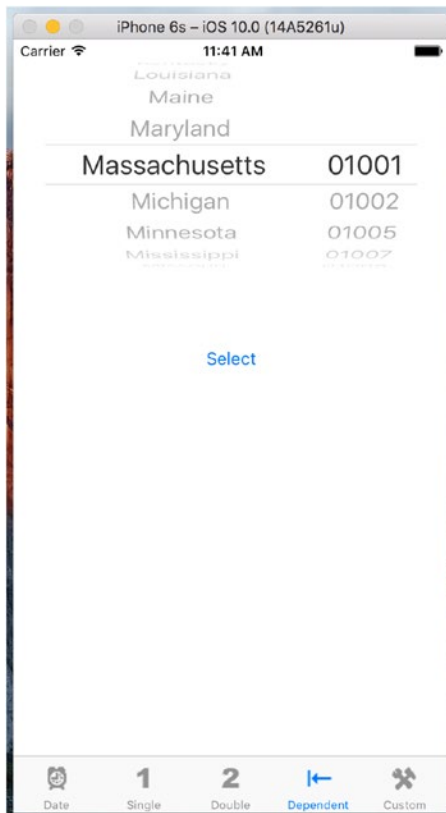 iPhone 6s – iOS 10.0 (14A5261u)
Carrier 11:41 AM
Louisiana
Maine
Maryland
Massachusetts 01001
Michigan 01002
Minnesota 01005
Mississippi 01007
Select
1 2
Date Single Double Dependent Custom